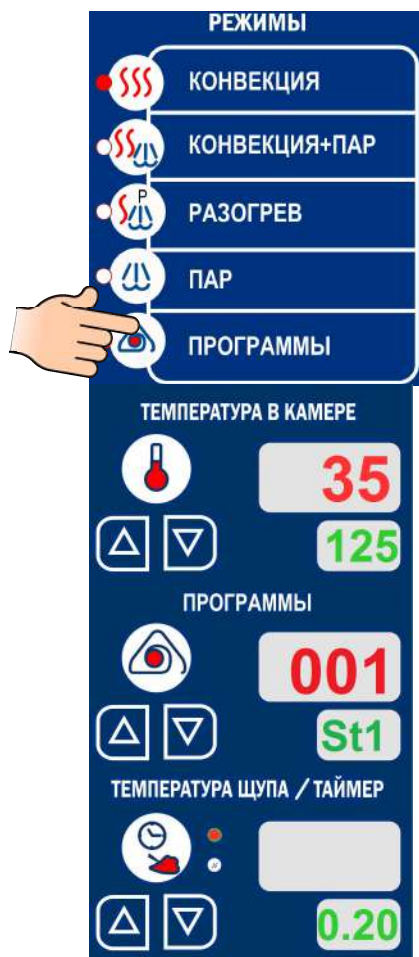 РЕЖИМЫ
КОНВЕКЦИЯ
КОНВЕКЦИЯ+ПАР
P
РАЗОГРЕВ
ПАР
ПРОГРАММЫ
ТЕМПЕРАТУРА В КАМЕРЕ
35
125
ПРОГРАММЫ
001
St1
ТЕМПЕРАТУРА ЩУПА / ТАЙМЕР
0.20